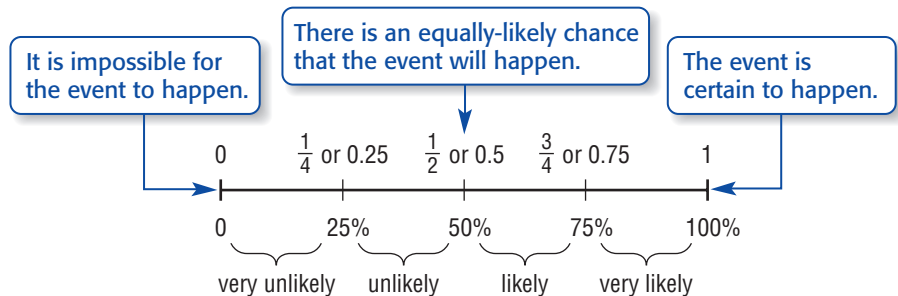 There is an equally-likely chance
that the event will happen.
It is impossible for
the event to happen.
The event is
certain to happen.
0 1/4 or 0.25 1/2 or 0.5 3/4 or 0.75 1
0 25% 50% 75% 100%
very unlikely unlikely likely very likely